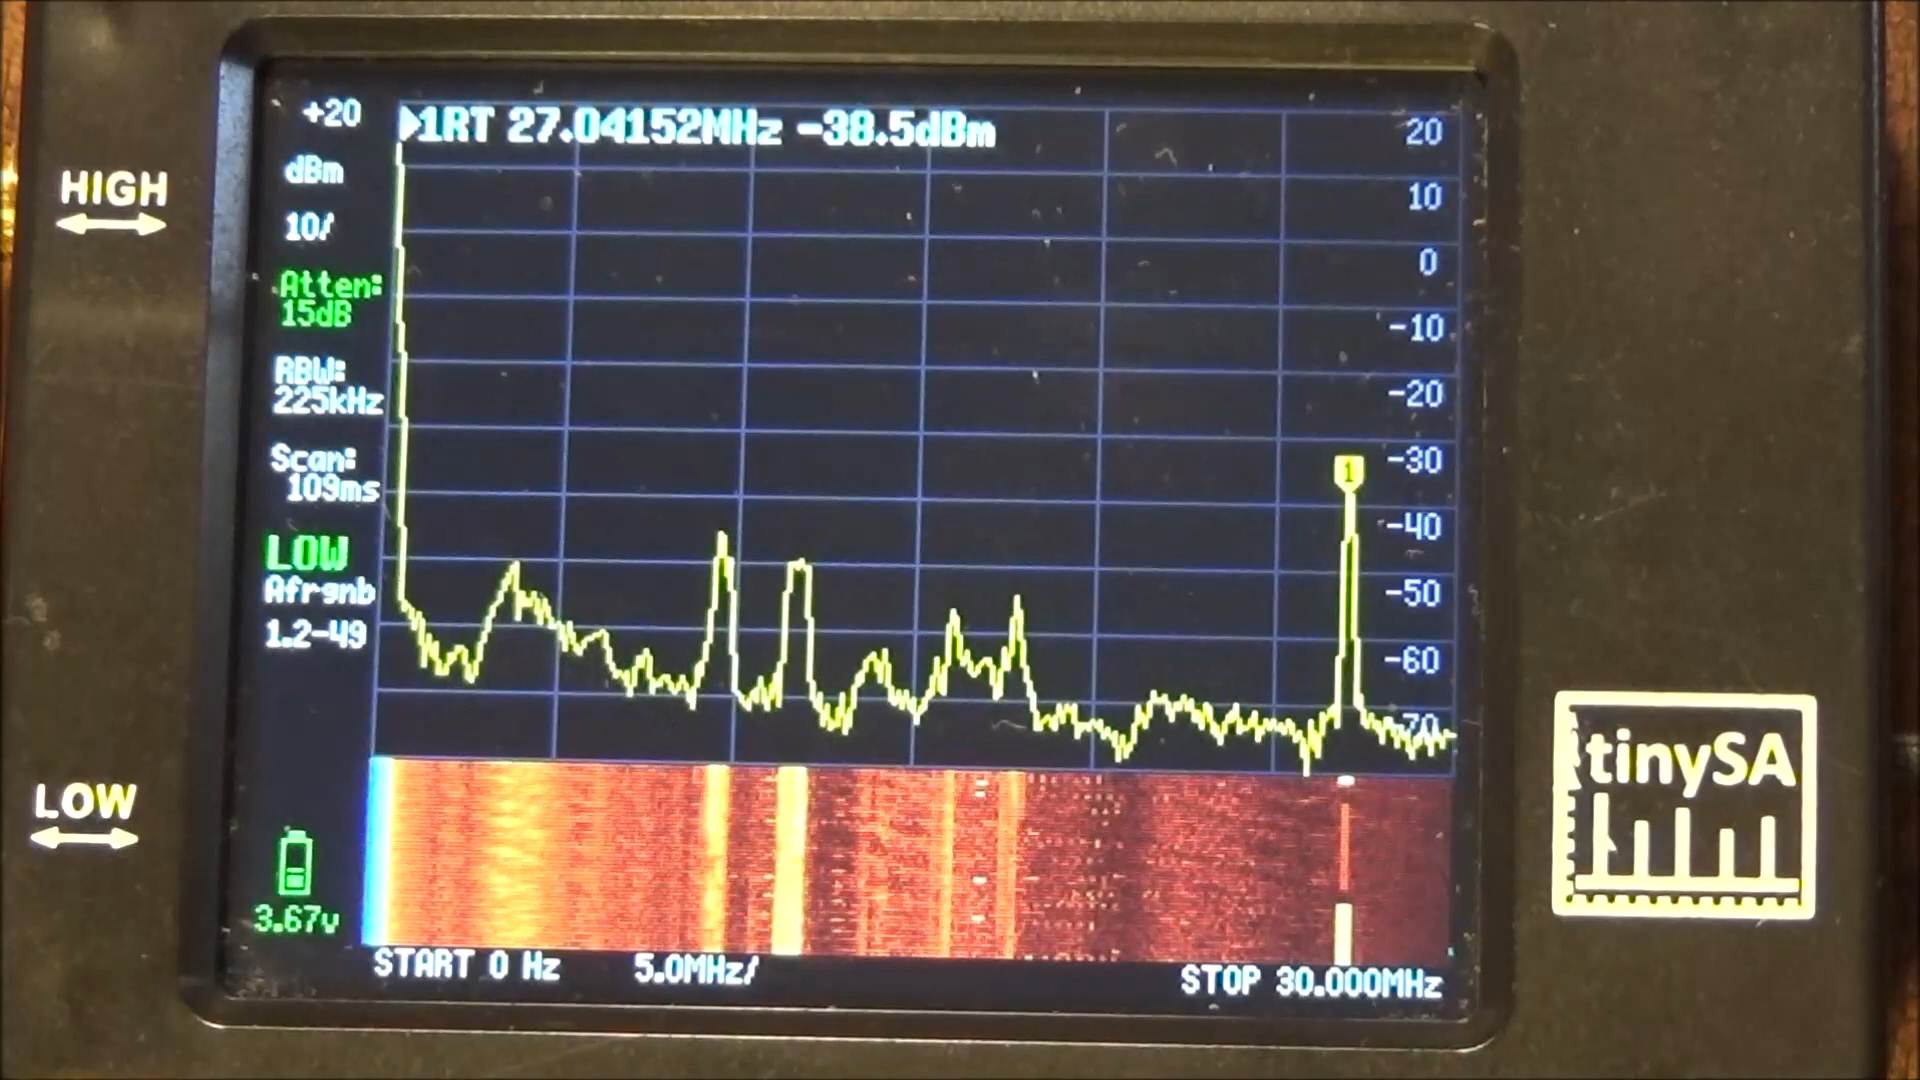 +20
▶1RT 27.04152MHz -38.5dBm
20
dBm
10/
10
0
Atten:
15dB
-10
RBW:
225kHz
-20
Scan:
109ms
-30
1
-40
LOW
Afrgnb
1.2-49
-50
-60
-70
3.67v
START 0 Hz 5.0MHz/ STOP 30.000MHz
HIGH
LOW
tinySA